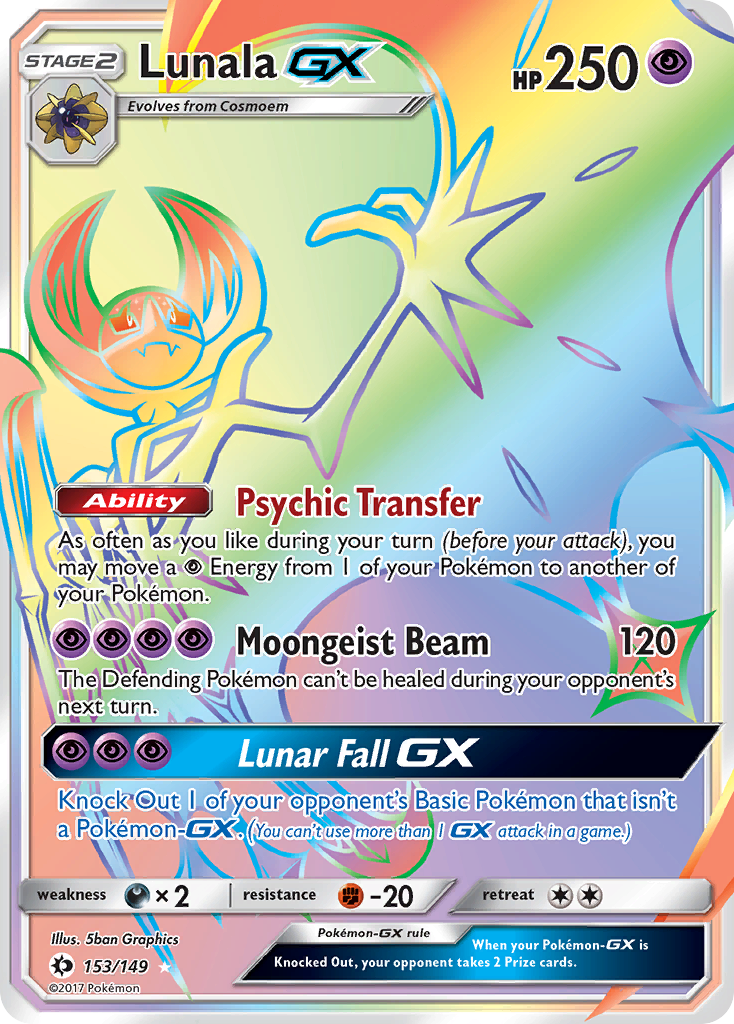 STAGE2 Lunala GX HP250
Evolves from Cosmoem
Ability Psychic Transfer
As often as you like during your turn (before your attack), you
may move a Energy from 1 of your Pokémon to another of
your Pokémon.
Moongeist Beam 120
The Defending Pokémon can't be healed during your opponent's
next turn.
Lunar Fall GX
Knock Out 1 of your opponent's Basic Pokémon that isn't
a Pokémon-GX. (You can't use more than 1 GX attack in a game.)
weakness ×2 resistance -20 retreat
Illus. 5ban Graphics
153/149
©2017 Pokémon
Pokémon-GX rule
When your Pokémon-GX is
Knocked Out, your opponent takes 2 Prize cards.